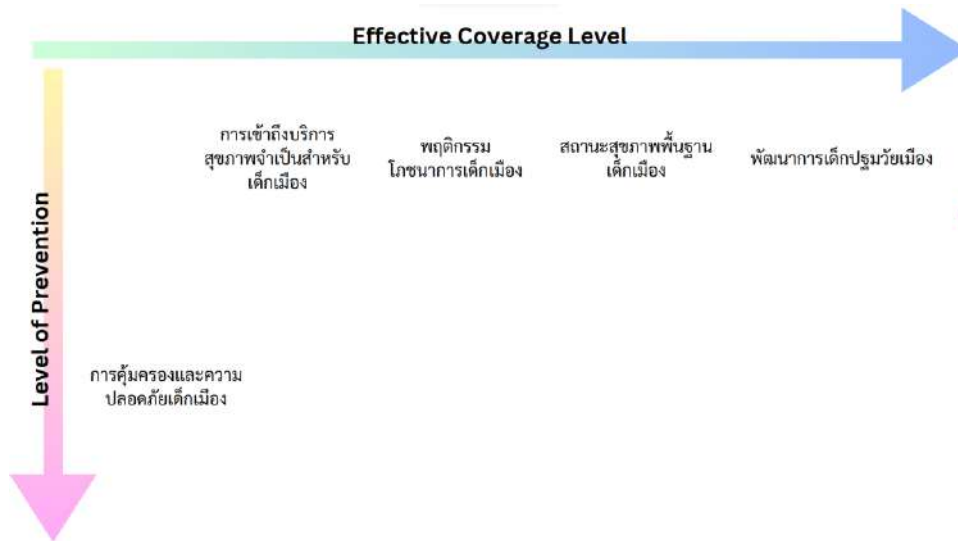 Effective Coverage Level
การเข้าถึงบริการ
สุขภาพจำเป็นสำหรับ
เด็กเมือง
พฤติกรรม
โภชนาการเด็กเมือง
สถานะสุขภาพพื้นฐาน
เด็กเมือง
พัฒนาการเด็กปฐมวัยเมือง
Level of Prevention
การคุ้มครองและความ
ปลอดภัยเด็กเมือง